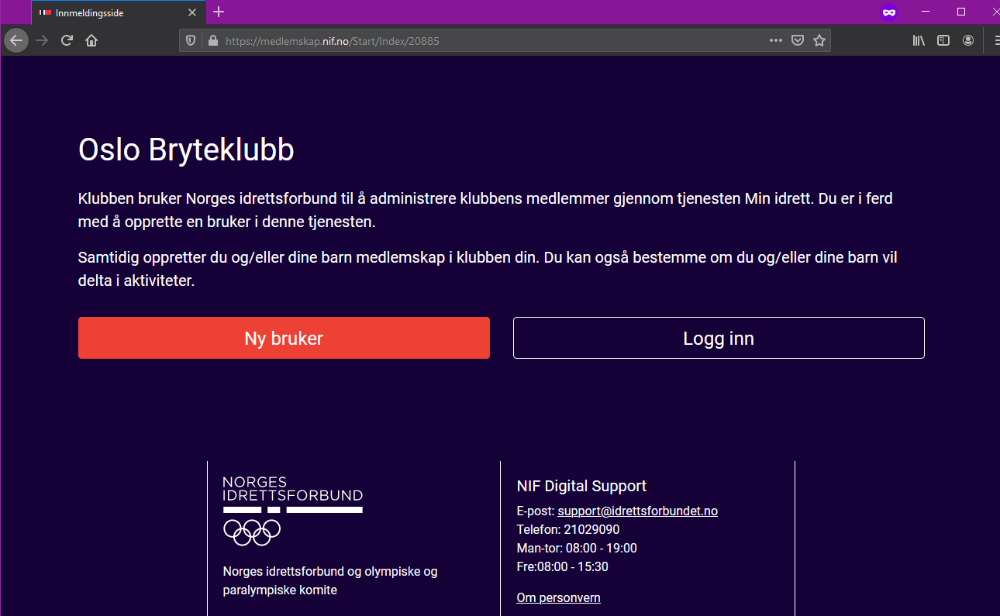 Innmeldingsside
https://medlemskap.nif.no/Start/Index/20885
Oslo Bryteklubb
Klubben bruker Norges idrettsforbund til å administrere klubbens medlemmer gjennom tjenesten Min idrett. Du er i ferd
med å opprette en bruker i denne tjenesten.
Samtidig oppretter du og/eller dine barn medlemskap i klubben din. Du kan også bestemme om du og/eller dine barn vil
delta i aktiviteter.
Ny bruker
Logg inn
NORGES
IDRETTSFORBUND
Norges idrettsforbund og olympiske og
paralympiske komite
NIF Digital Support
E-post: support@idrettsforbundet.no
Telefon: 21029090
Man-tor: 08:00 - 19:00
Fre:08:00 - 15:30
Om personvern